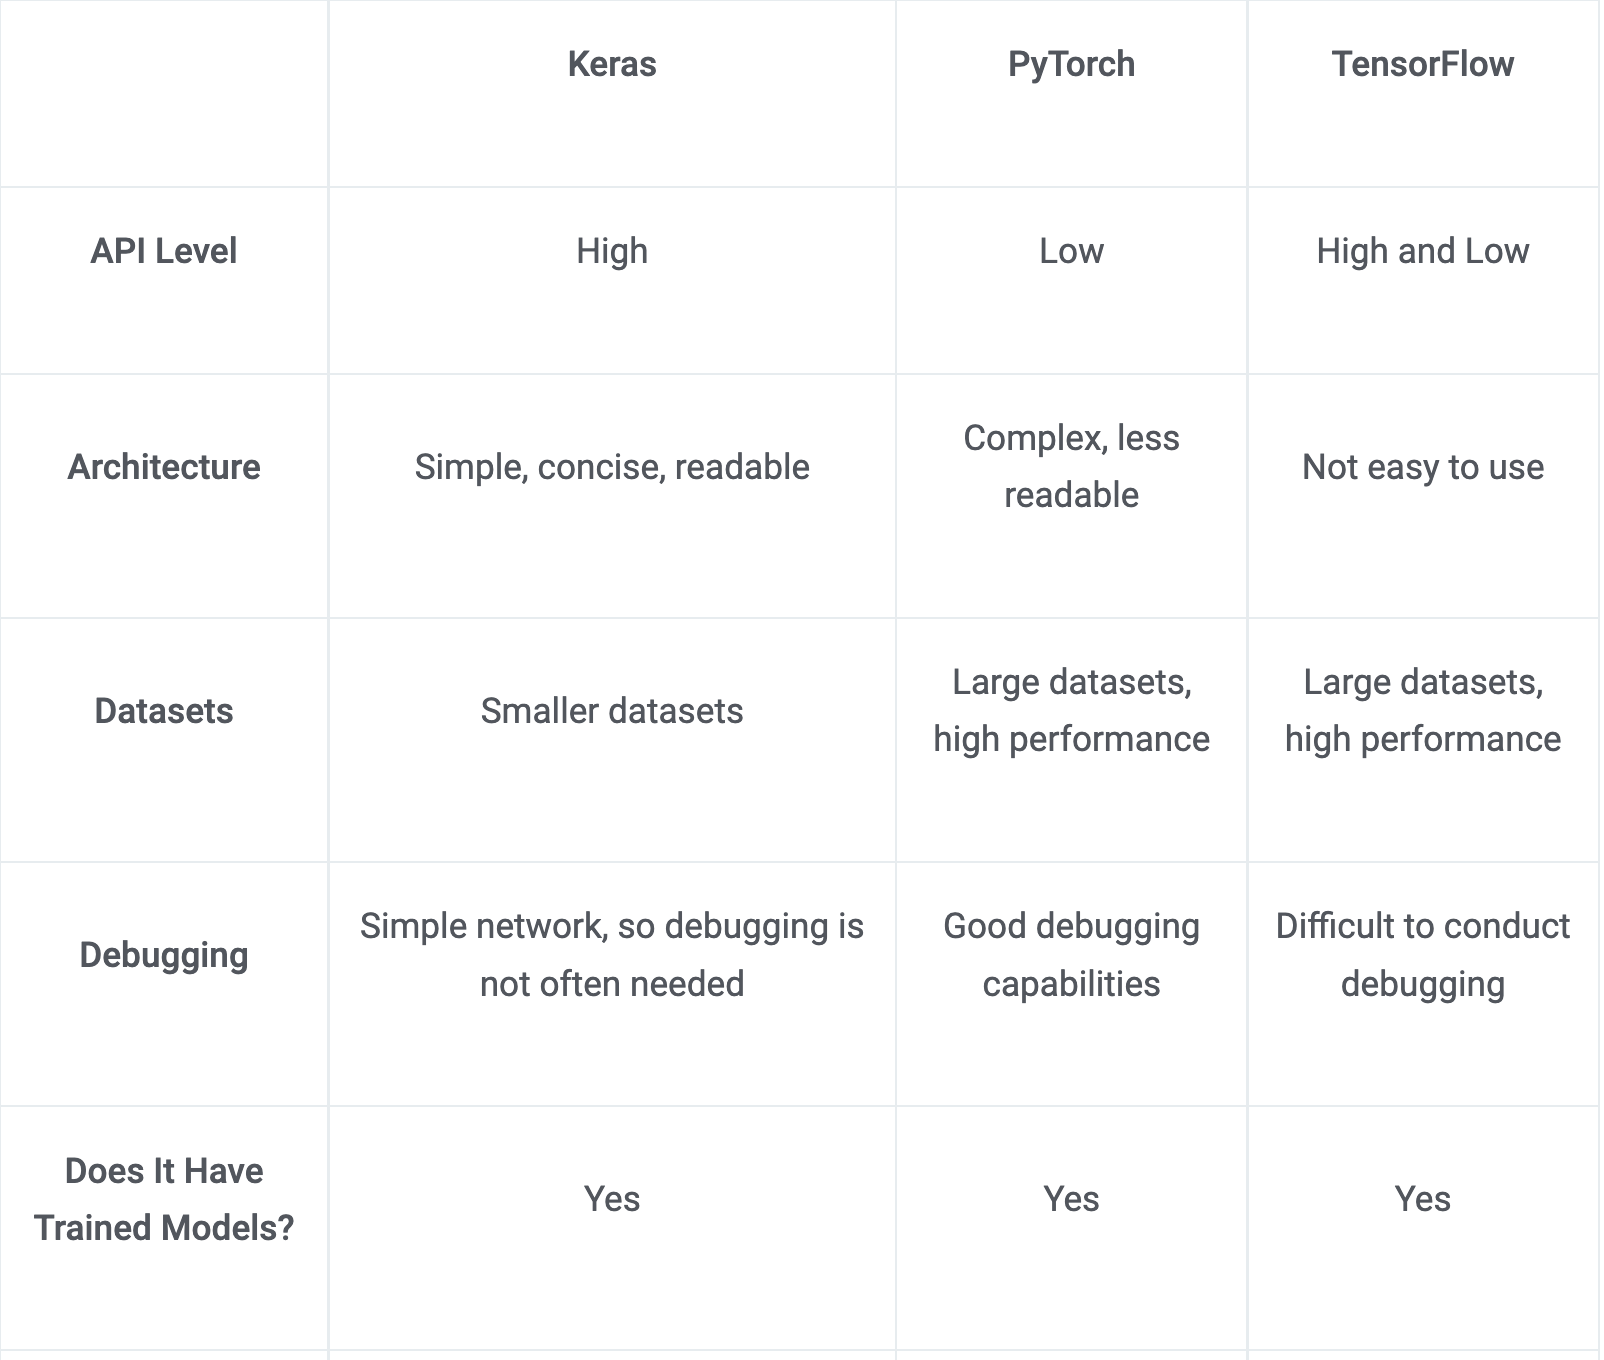 Keras PyTorch TensorFlow
API Level High Low High and Low
Architecture Simple, concise, readable Complex, less
readable Not easy to use
Datasets Smaller datasets Large datasets,
high performance Large datasets,
high performance
Debugging Simple network, so debugging is
not often needed Good debugging
capabilities Difficult to conduct
debugging
Does It Have
Trained Models? Yes Yes Yes